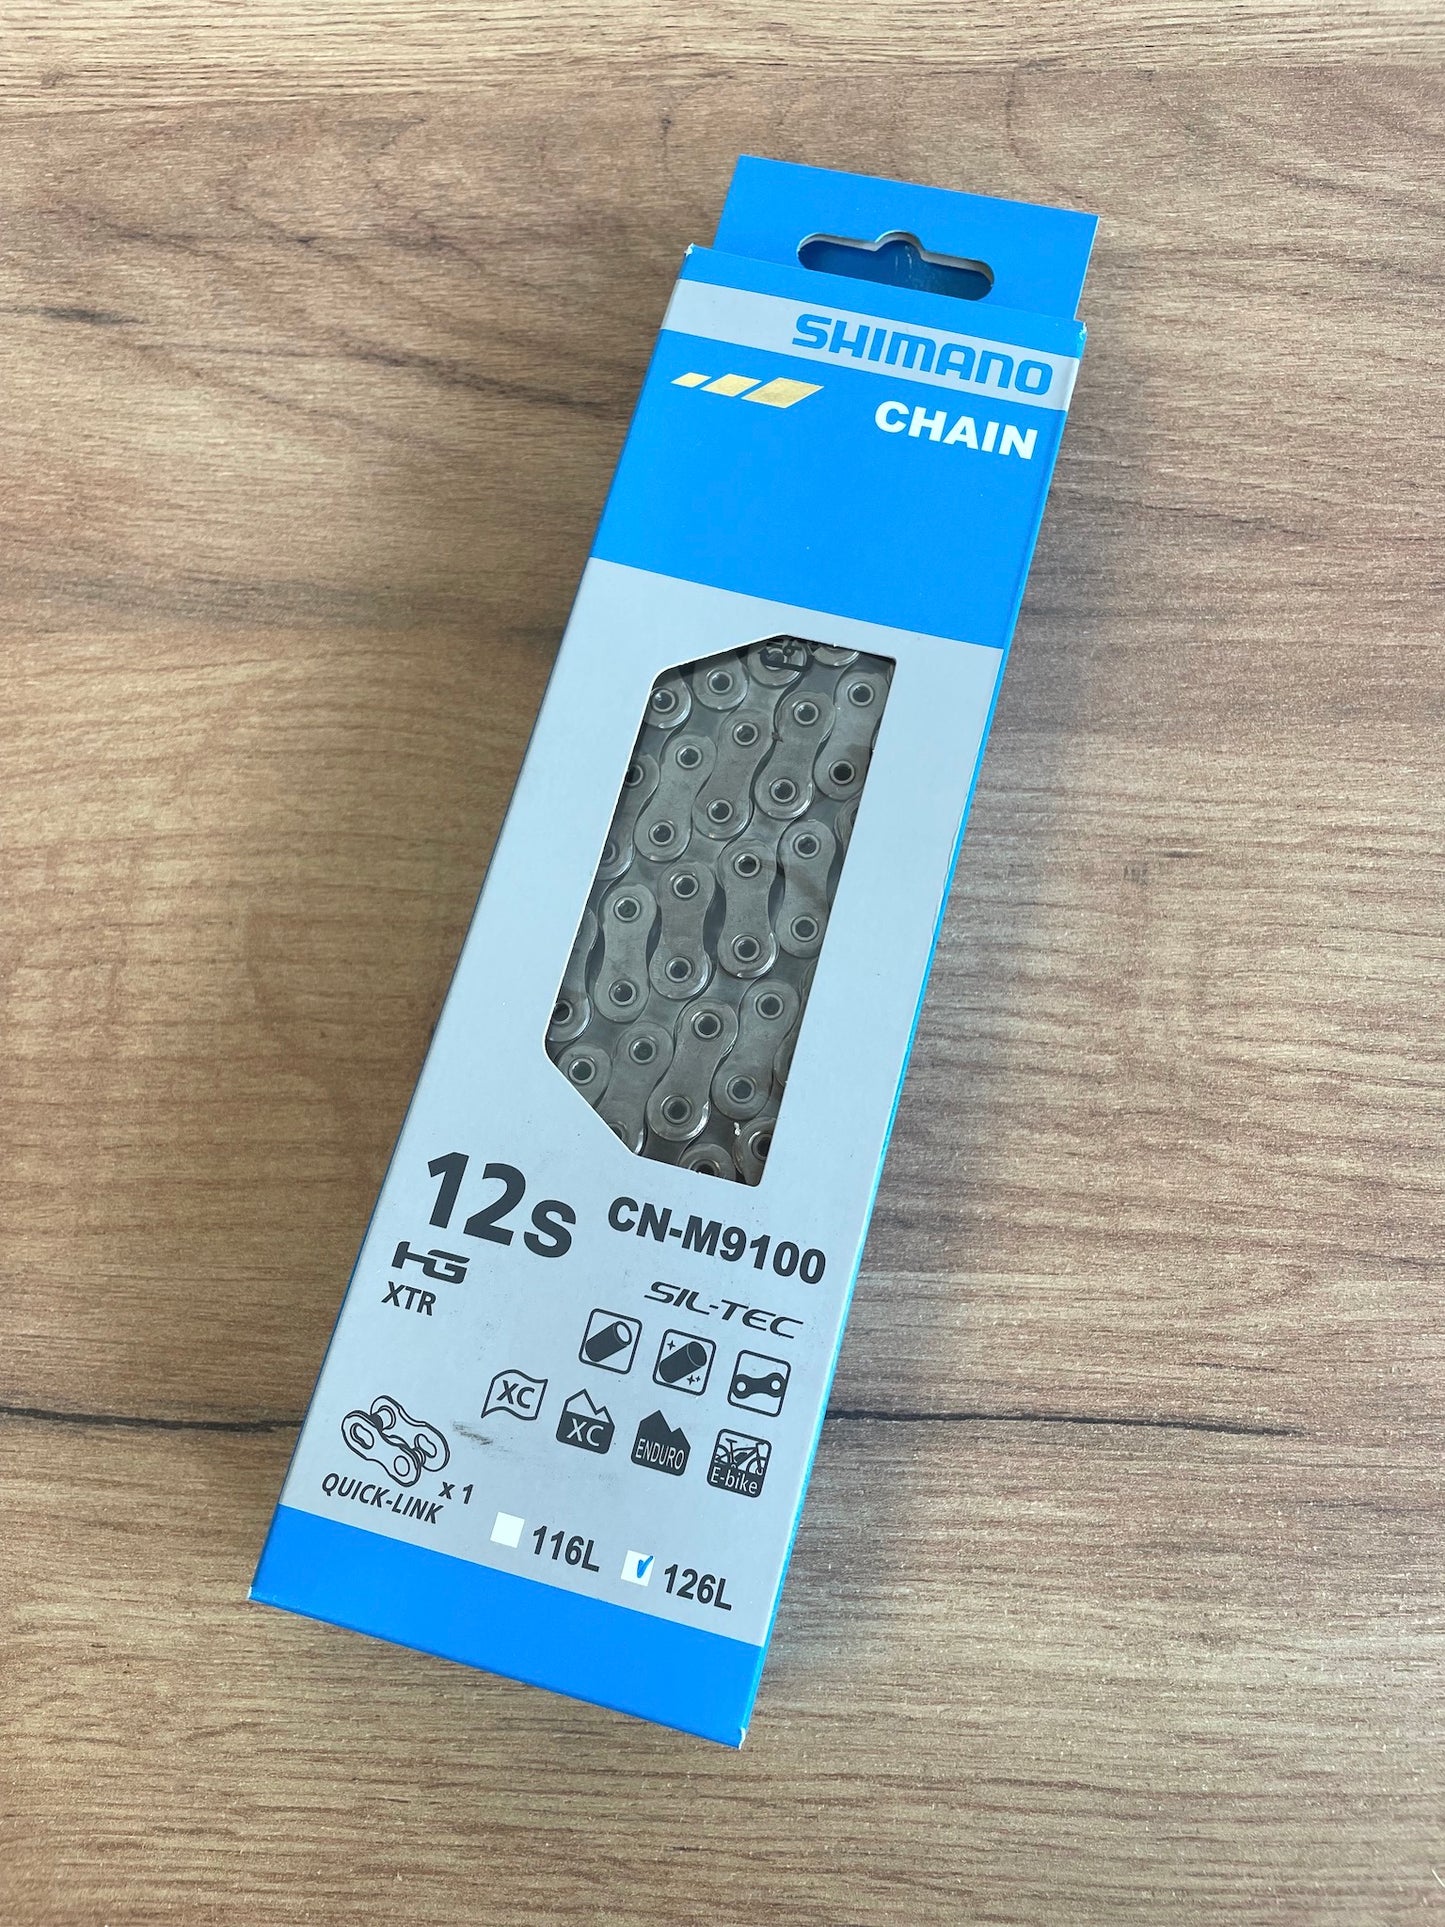 SHIMANO
CHAIN
12s CN-M9100
HG
XTR
SIL-TEC
XC XC ENDURO E-bike
x 1
QUICK-LINK
116L 126L